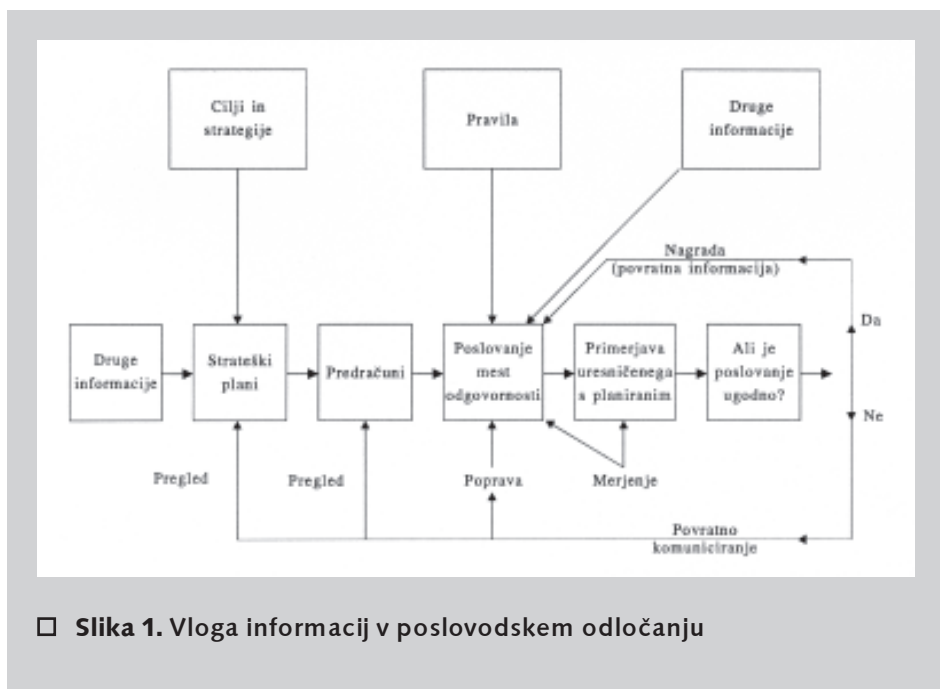 Cilji in
strategije
Pravila
Druge
informacije
Nagrada
(povratna informacija)
Da
Druge
informacije
Strateški
plani
Predračuni
Poslovanje
mest
odgovornosti
Primerjava
uresničenega
s planiranim
Ali je
poslovanje
ugodno?
Ne
Pregled
Pregled
Poprava
Merjenje
Povratno
komuniciranje
Slika 1. Vloga informacij v poslovodskem odločanju